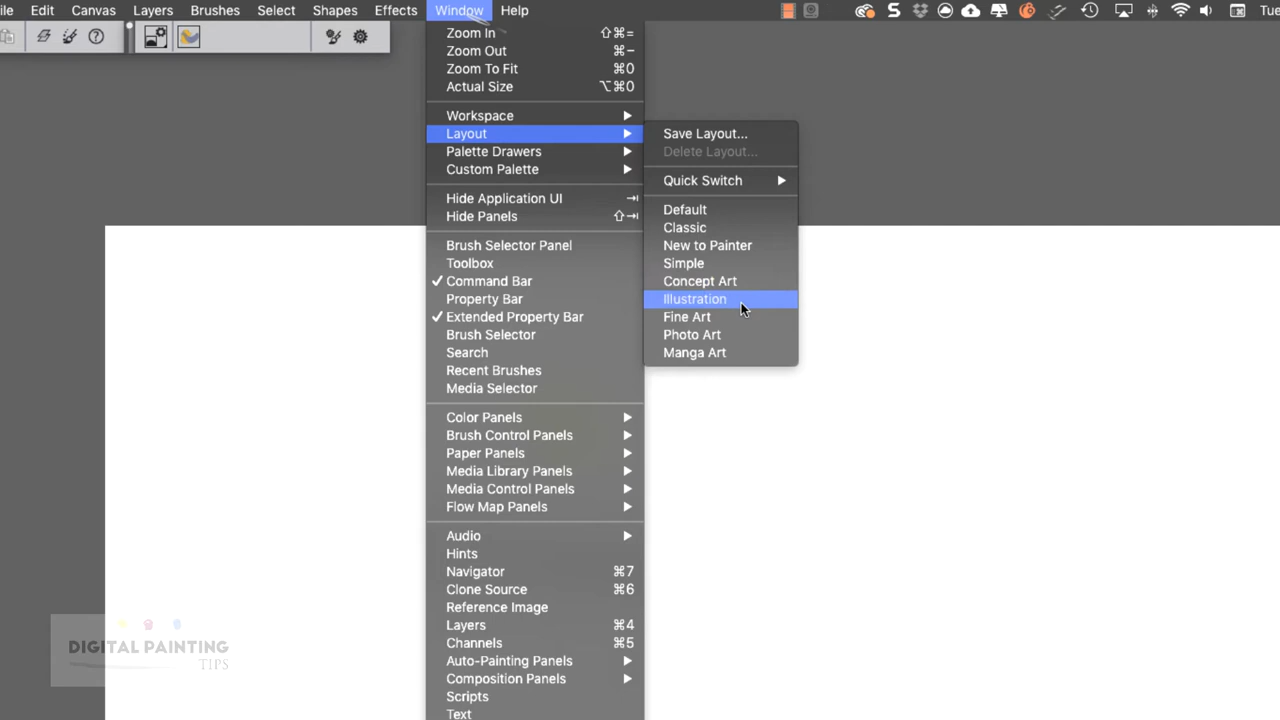 ile Edit Canvas Layers Brushes Select Shapes Effects Window Help Tue
Zoom In ⇧⌘=
Zoom Out ⌘−
Zoom To Fit ⌘0
Actual Size ⌥⌘0
Workspace
Layout
Palette Drawers
Custom Palette
Hide Application UI ⇥
Hide Panels ⇧⇥
Brush Selector Panel
Toolbox
✓ Command Bar
Property Bar
✓ Extended Property Bar
Brush Selector
Search
Recent Brushes
Media Selector
Color Panels
Brush Control Panels
Paper Panels
Media Library Panels
Media Control Panels
Flow Map Panels
Audio
Hints
Navigator ⌘7
Clone Source ⌘6
Reference Image
Layers ⌘4
Channels ⌘5
Auto-Painting Panels
Composition Panels
Scripts
Text
Save Layout...
Delete Layout...
Quick Switch
Default
Classic
New to Painter
Simple
Concept Art
Illustration
Fine Art
Photo Art
Manga Art
DIGITAL PAINTING
TIPS